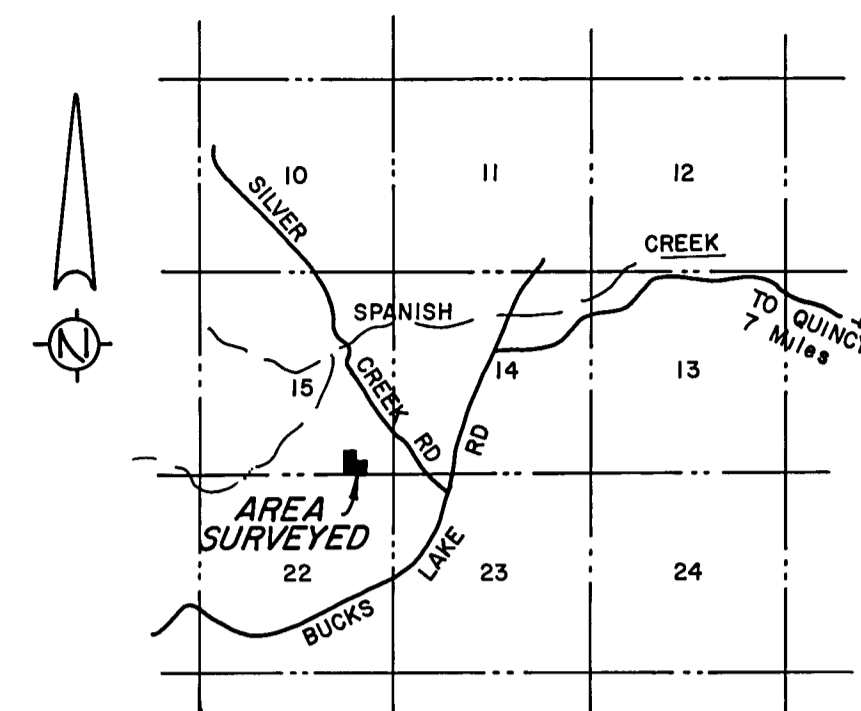 10
11
12
SILVER
CREEK
SPANISH
TO QUINCY
7 Miles
15
CREEK RD
14
13
RD
AREA
SURVEYED
LAKE
22
23
24
BUCKS
N